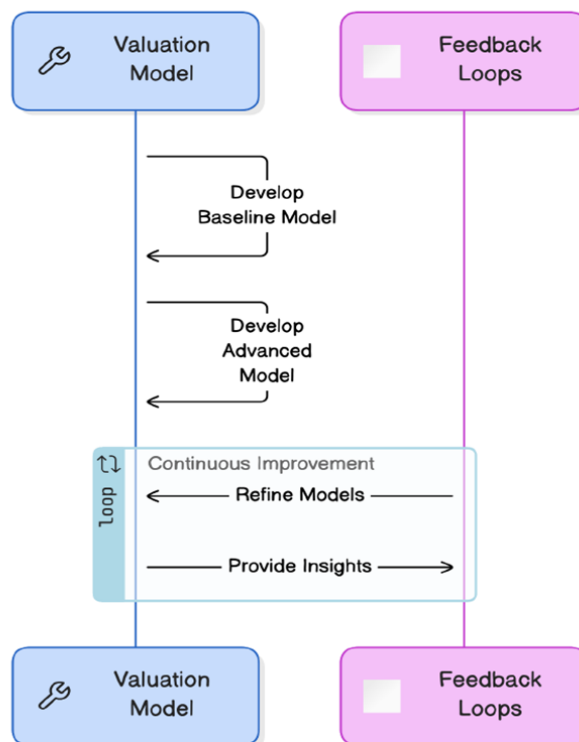 Valuation
Model
Feedback
Loops
Develop
Baseline Model
Develop
Advanced
Model
loop
Continuous Improvement
Refine Models
Provide Insights
Valuation
Model
Feedback
Loops